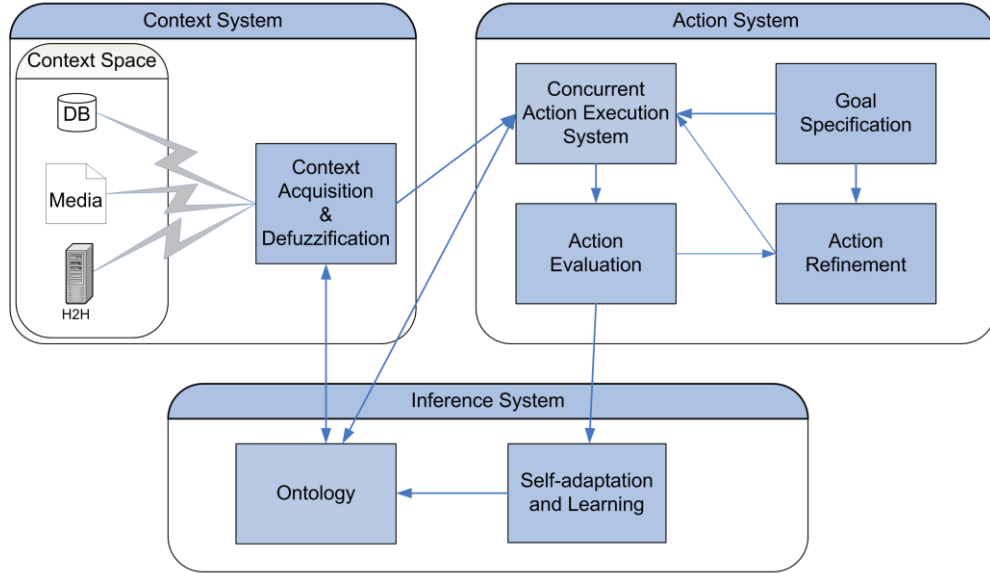 Context System
Context Space
DB
Media
H2H
Context
Acquisition
&
Defuzzification
Action System
Concurrent
Action Execution
System
Goal
Specification
Action
Evaluation
Action
Refinement
Inference System
Ontology
Self-adaptation
and Learning